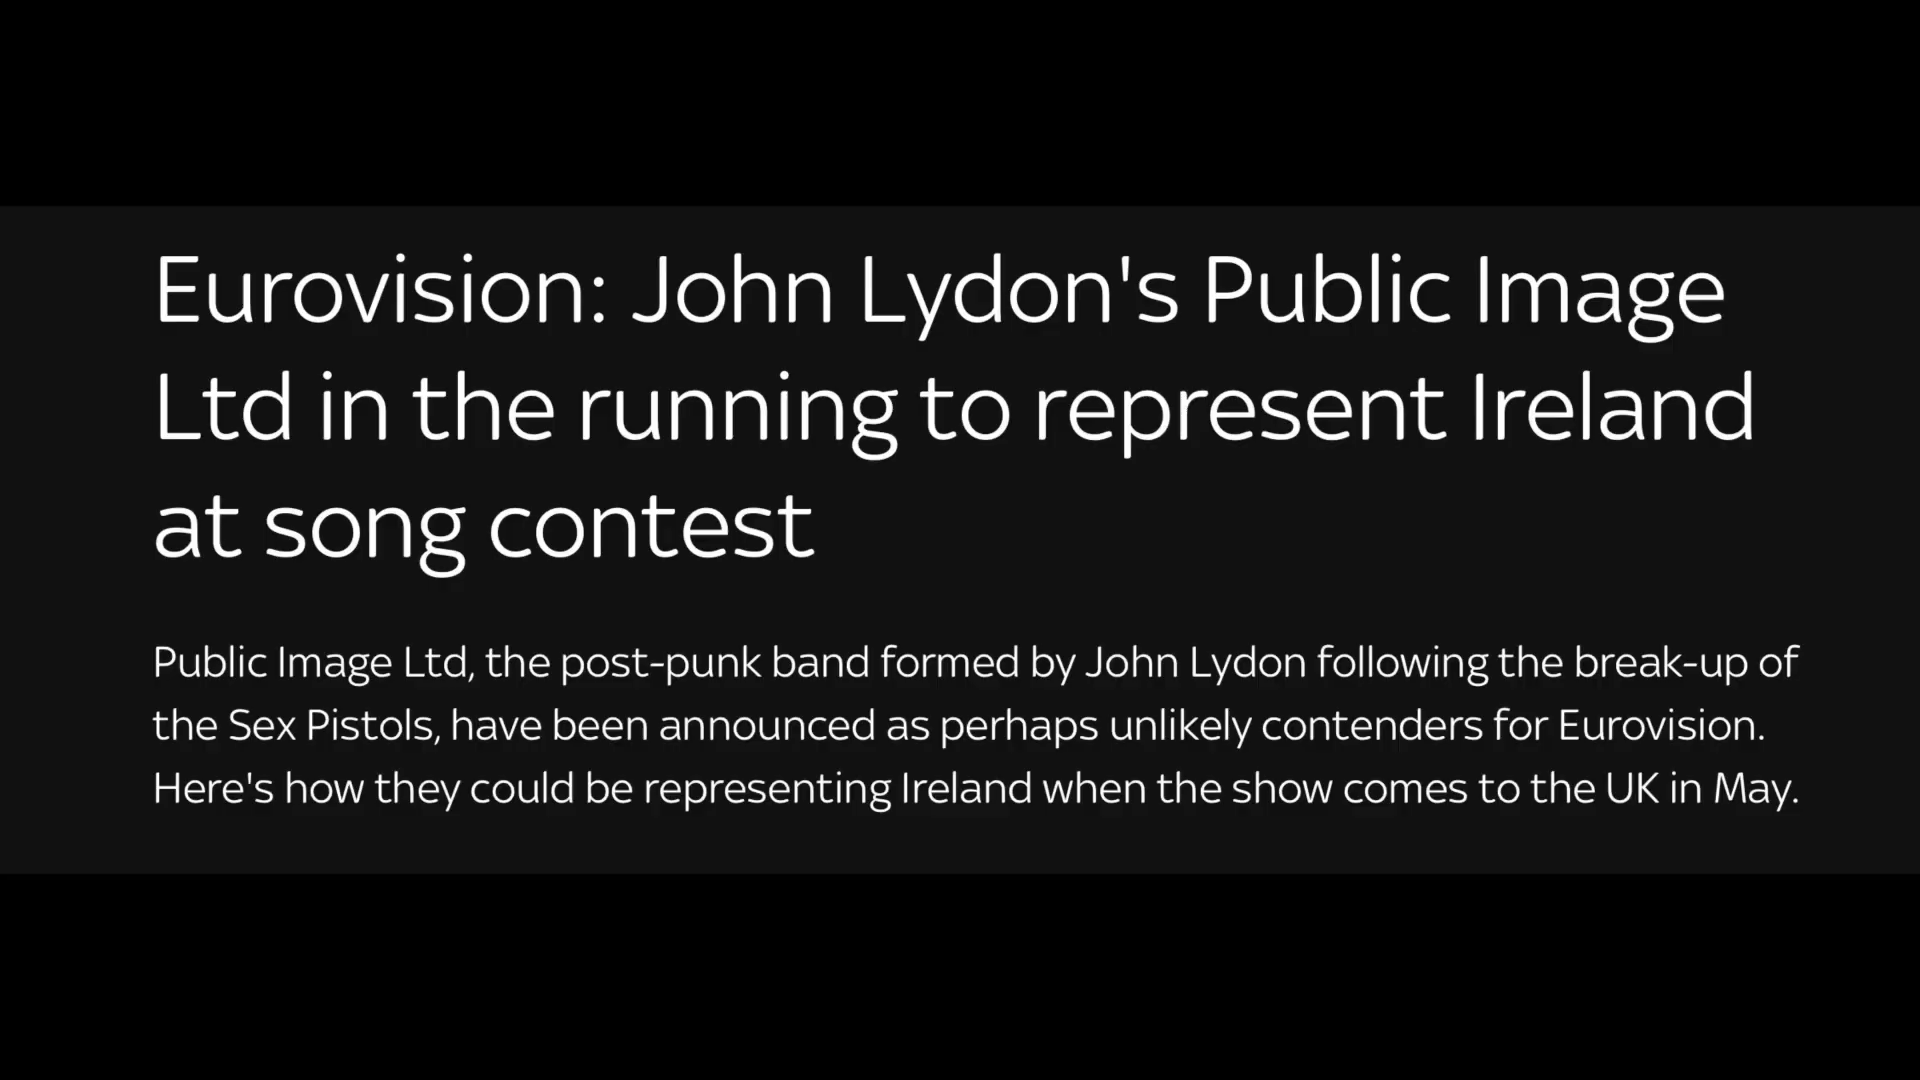 Eurovision: John Lydon's Public Image
Ltd in the running to represent Ireland
at song contest
Public Image Ltd, the post-punk band formed by John Lydon following the break-up of
the Sex Pistols, have been announced as perhaps unlikely contenders for Eurovision.
Here's how they could be representing Ireland when the show comes to the UK in May.